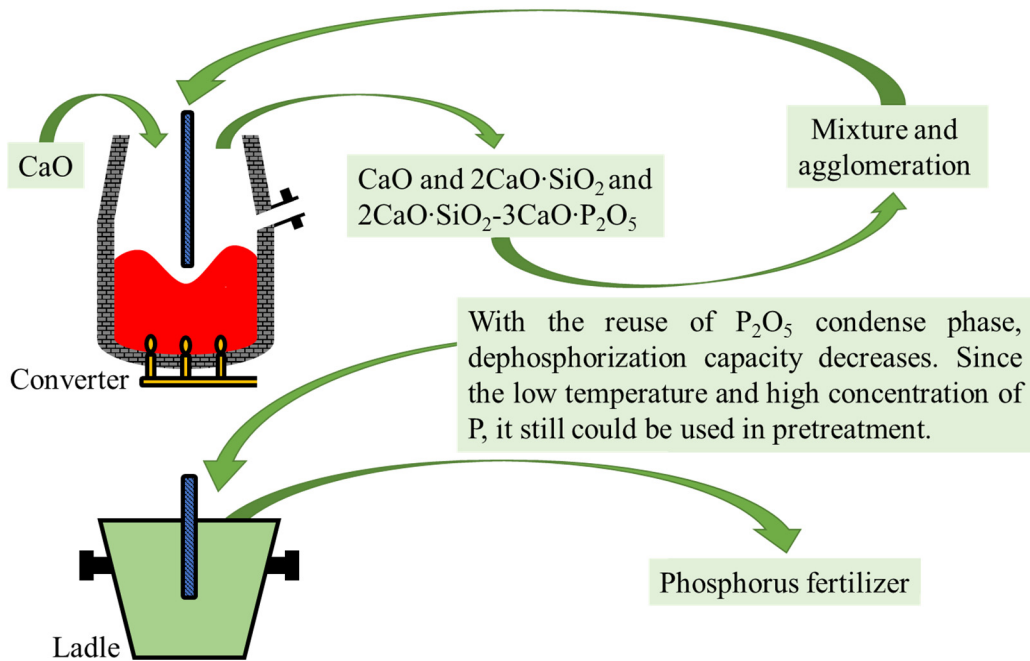 CaO
CaO and 2CaO·SiO₂ and
2CaO·SiO₂-3CaO·P₂O₅
Mixture and
agglomeration
Converter
With the reuse of P₂O₅ condense phase,
dephosphorization capacity decreases. Since
the low temperature and high concentration of
P, it still could be used in pretreatment.
Phosphorus fertilizer
Ladle